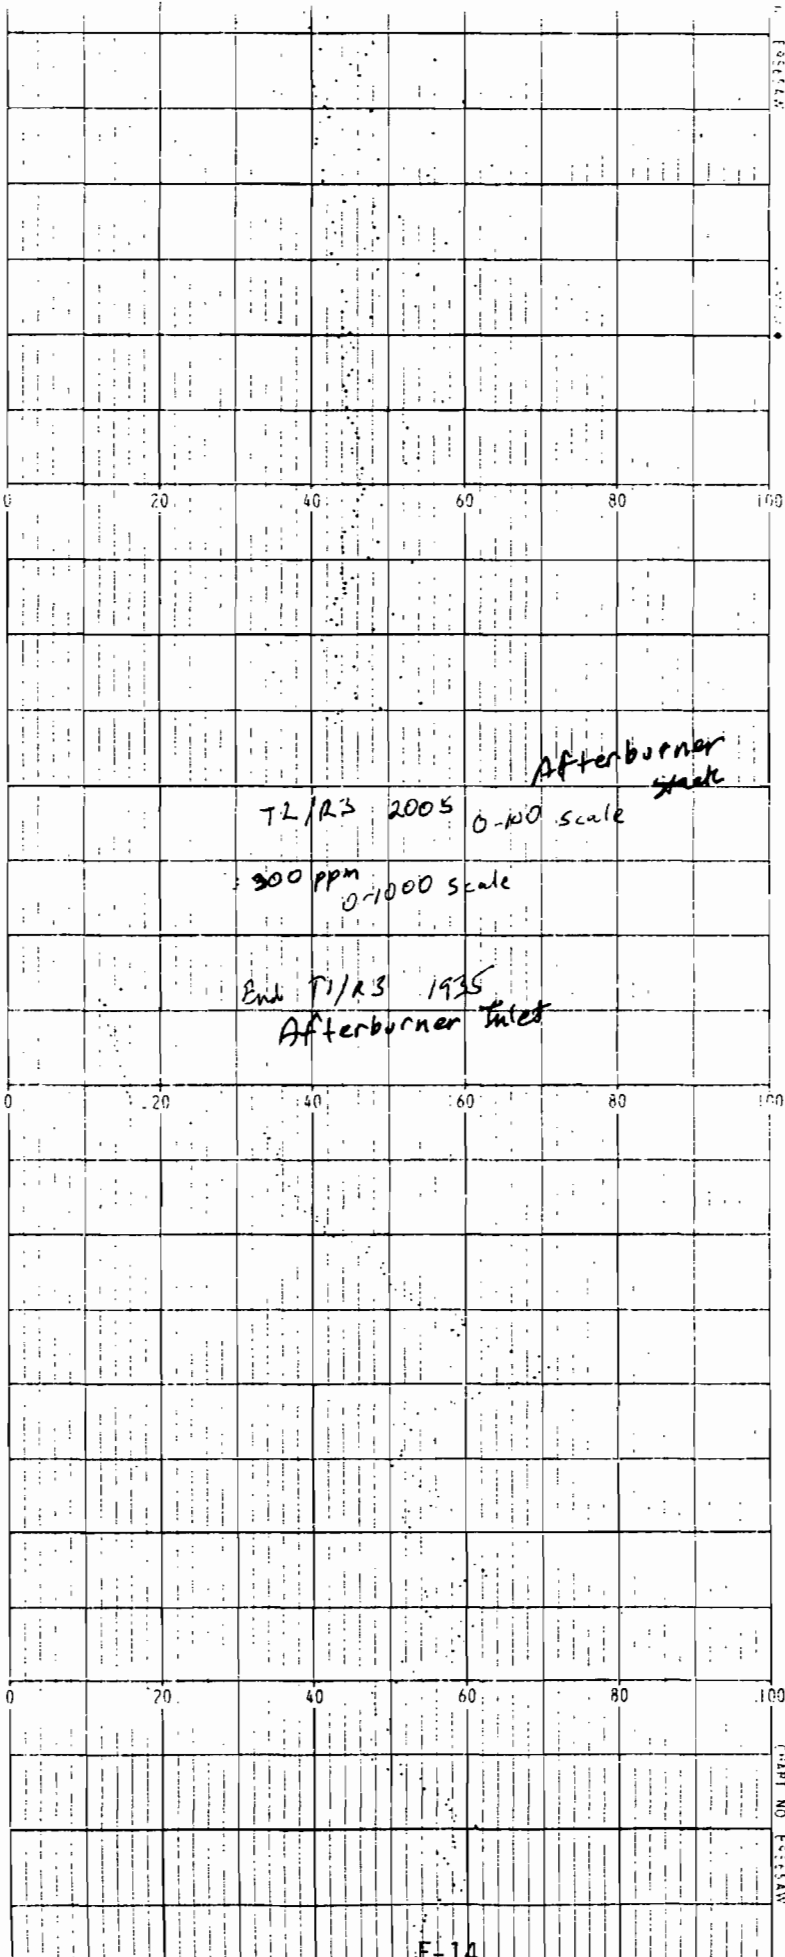 0 20 40 60 80 100
Afterburner
stack
T2/R3 2005 0-100 scale
300 ppm
0-1000 scale
End T1/R3 1935
Afterburner Inlet
0 20 40 60 80 100
0 20 40 60 80 100
CHART NO
F-14